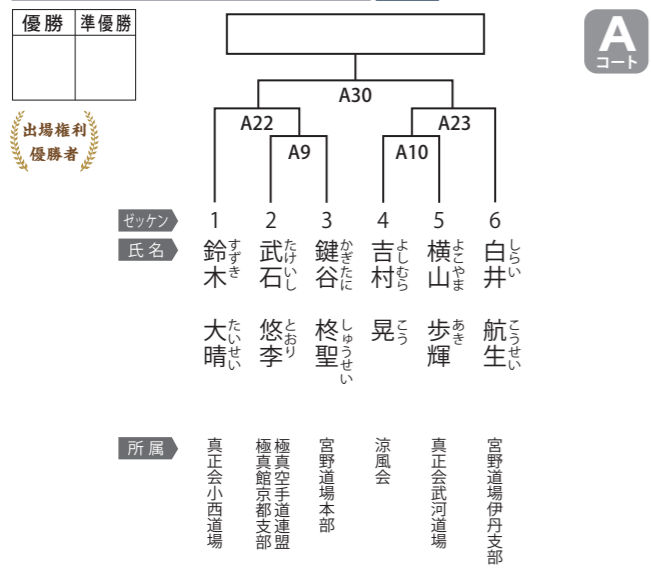 優勝
準優勝
A
コート
出場権利
優勝者
A30
A22
A23
A9
A10
ゼッケン
1
2
3
4
5
6
氏名
鈴木 大晴
すずき たいせい
武石 悠李
たけいし とおり
鍵谷 柊聖
かぎたに しゅうせい
吉村 晃
よしむら こう
横山 歩輝
よこやま あき
白井 航生
しらい こうせい
所属
真正会小西道場
極真空手道連盟
極真館京都支部
宮野道場本部
涼風会
真正会武河道場
宮野道場伊丹支部